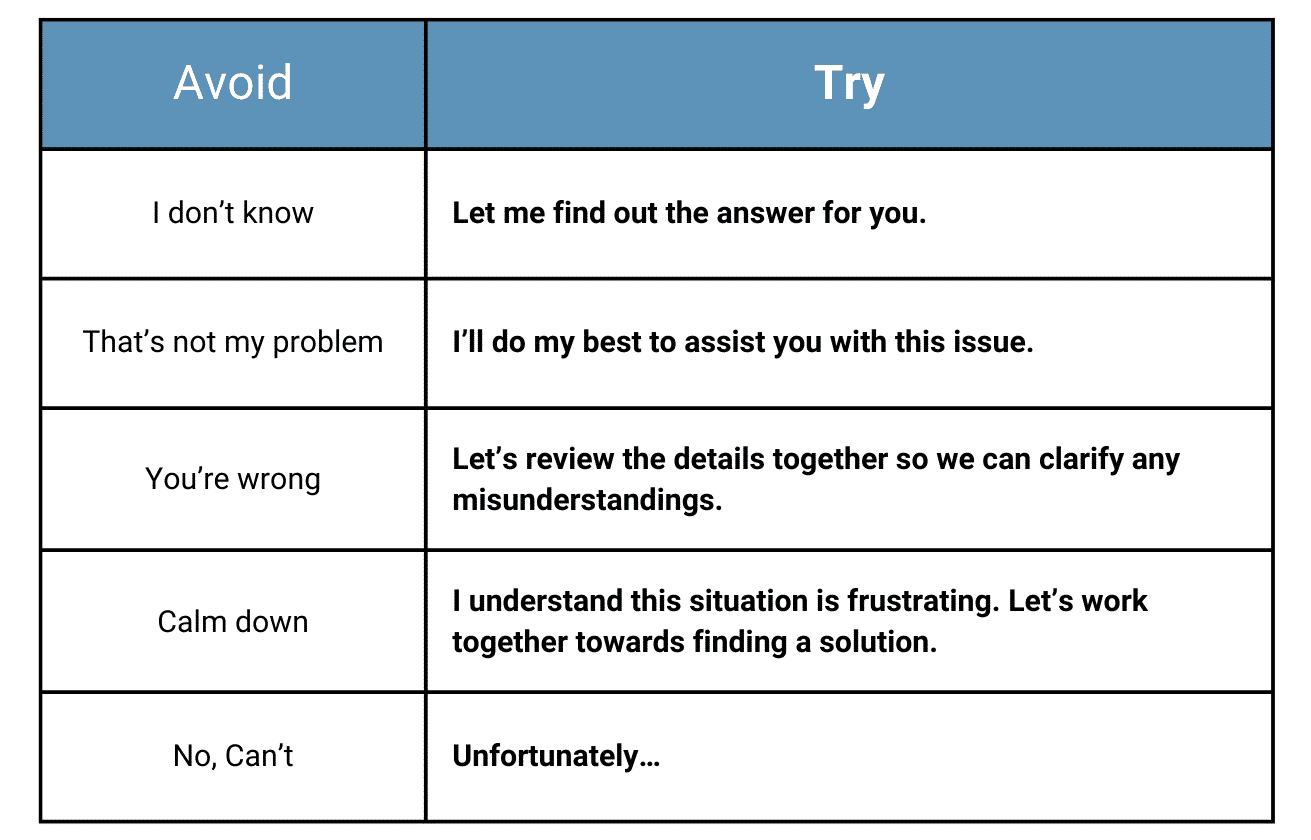 Avoid
Try
I don’t know
Let me find out the answer for you.
That’s not my problem
I’ll do my best to assist you with this issue.
You’re wrong
Let’s review the details together so we can clarify any
misunderstandings.
Calm down
I understand this situation is frustrating. Let’s work
together towards finding a solution.
No, Can’t
Unfortunately…